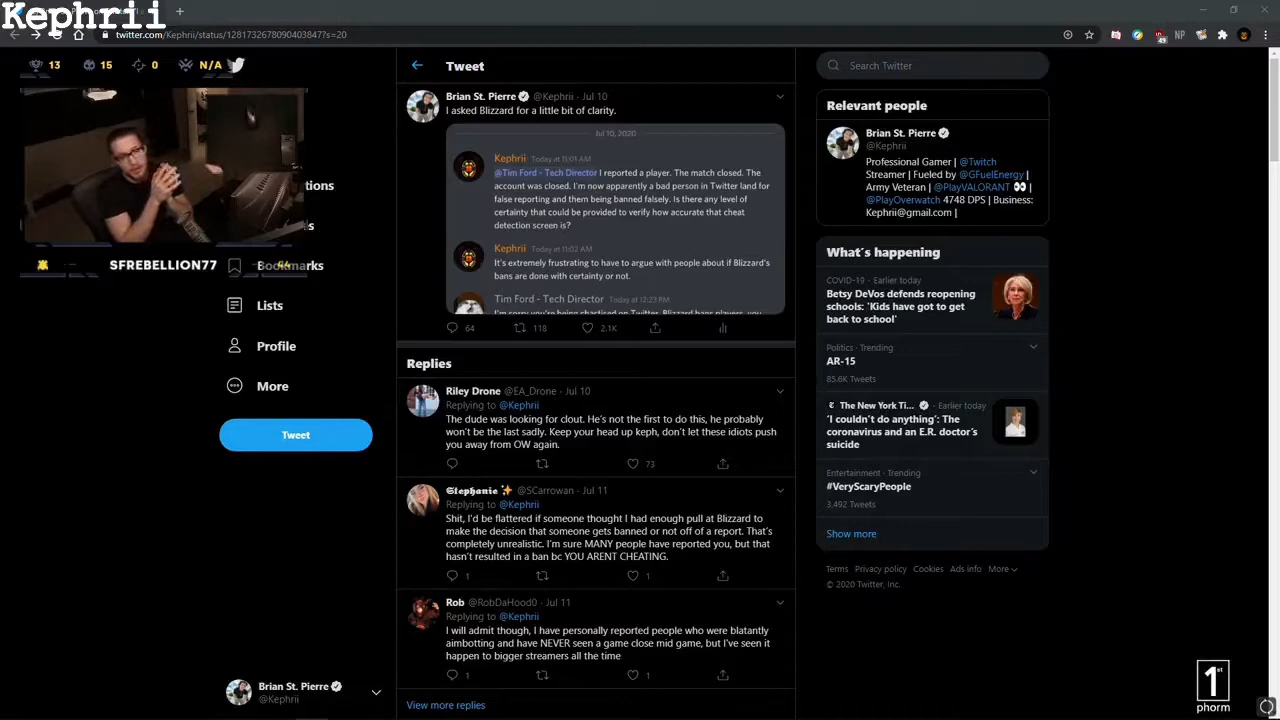 Kephrii
twitter.com/Kephrii/status/1281732678090403847?s=20
49
NP
13
15
0
N/A
tions
ls
SFREBELLION77
64
Bookmarks
Lists
Profile
More
Tweet
Brian St. Pierre
@Kephrii
Tweet
Brian St. Pierre @Kephrii · Jul 10
I asked Blizzard for a little bit of clarity.
Jul 10, 2020
Kephrii Today at 11:01 AM
@Tim Ford - Tech Director I reported a player. The match closed. The
account was closed. I'm now apparently a bad person in Twitter land for
false reporting and them being banned falsely. Is there any level of
certainty that could be provided to verify how accurate that cheat
detection screen is?
Kephrii Today at 11:02 AM
It's extremely frustrating to have to argue with people about if Blizzard's
bans are done with certainty or not.
Tim Ford - Tech Director Today at 12:23 PM
I'm sorry you're being chastised on Twitter. Blizzard bans players, you
64 118 2.1K
Replies
Riley Drone @EA_Drone · Jul 10
Replying to @Kephrii
The dude was looking for clout. He's not the first to do this, he probably
won't be the last sadly. Keep your head up keph, don't let these idiots push
you away from OW again.
73
𝕾𝖙𝖊𝖕𝖍𝖆𝖓𝖎𝖊 ✨ @SCarrowan · Jul 11
Replying to @Kephrii
Shit, I'd be flattered if someone thought I had enough pull at Blizzard to
make the decision that someone gets banned or not off of a report. That's
completely unrealistic. I'm sure MANY people have reported you, but that
hasn't resulted in a ban bc YOU ARENT CHEATING.
1 1
Rob @RobDaHood0 · Jul 11
Replying to @Kephrii
I will admit though, I have personally reported people who were blatantly
aimbotting and have NEVER seen a game close mid game, but I've seen it
happen to bigger streamers all the time
1 1
View more replies
Search Twitter
Relevant people
Brian St. Pierre
@Kephrii
Professional Gamer | @Twitch
Streamer | Fueled by @GFuelEnergy |
Army Veteran | @PlayVALORANT 👀 |
@PlayOverwatch 4748 DPS | Business:
Kephrii@gmail.com |
What's happening
COVID-19 · Earlier today
Betsy DeVos defends reopening
schools: 'Kids have got to get
back to school'
Politics · Trending
AR-15
85.6K Tweets
The New York Ti... · Earlier today
'I couldn't do anything': The
coronavirus and an E.R. doctor's
suicide
Entertainment · Trending
#VeryScaryPeople
3,492 Tweets
Show more
Terms Privacy policy Cookies Ads info More
© 2020 Twitter, Inc.
1st
phorm